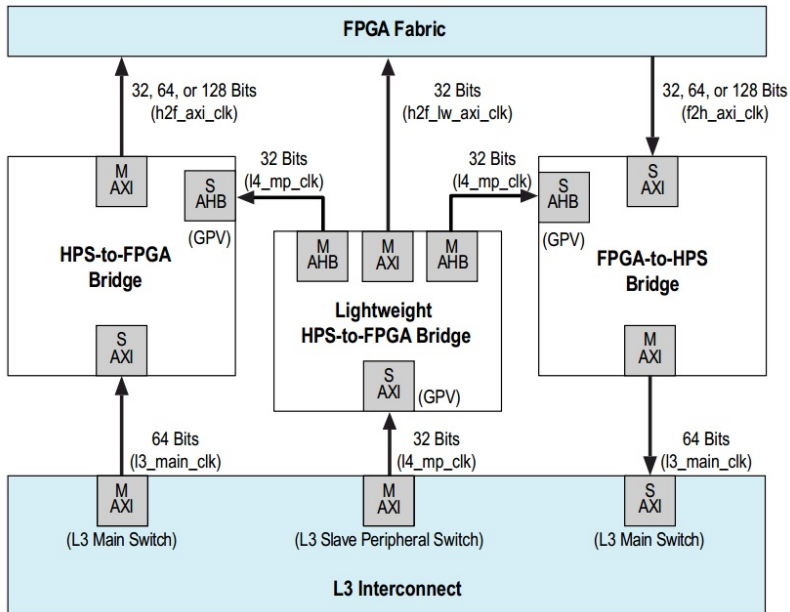 FPGA Fabric
32, 64, or 128 Bits
(h2f_axi_clk)
32 Bits
(h2f_lw_axi_clk)
32, 64, or 128 Bits
(f2h_axi_clk)
M
AXI
S
AHB
(GPV)
32 Bits
(l4_mp_clk)
32 Bits
(l4_mp_clk)
S
AHB
(GPV)
S
AXI
HPS-to-FPGA
Bridge
M
AHB
M
AXI
M
AHB
FPGA-to-HPS
Bridge
Lightweight
HPS-to-FPGA Bridge
S
AXI
S
AXI
(GPV)
M
AXI
64 Bits
(l3_main_clk)
32 Bits
(l4_mp_clk)
64 Bits
(l3_main_clk)
M
AXI
M
AXI
S
AXI
(L3 Main Switch)
(L3 Slave Peripheral Switch)
(L3 Main Switch)
L3 Interconnect